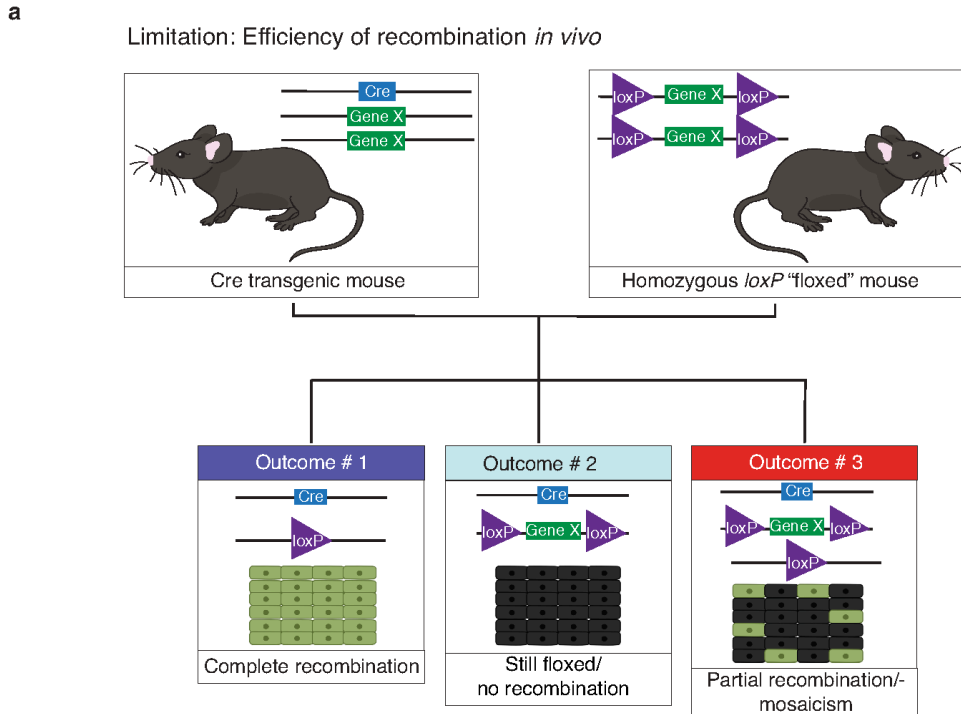 a
Limitation: Efficiency of recombination in vivo
Cre
Gene X
Gene X
loxP Gene X loxP
loxP Gene X loxP
Cre transgenic mouse
Homozygous loxP “floxed” mouse
Outcome # 1
Cre
loxP
Complete recombination
Outcome # 2
Cre
loxP Gene X loxP
Still floxed/
no recombination
Outcome # 3
Cre
loxP Gene X loxP
loxP
Partial recombination/-
mosaicism